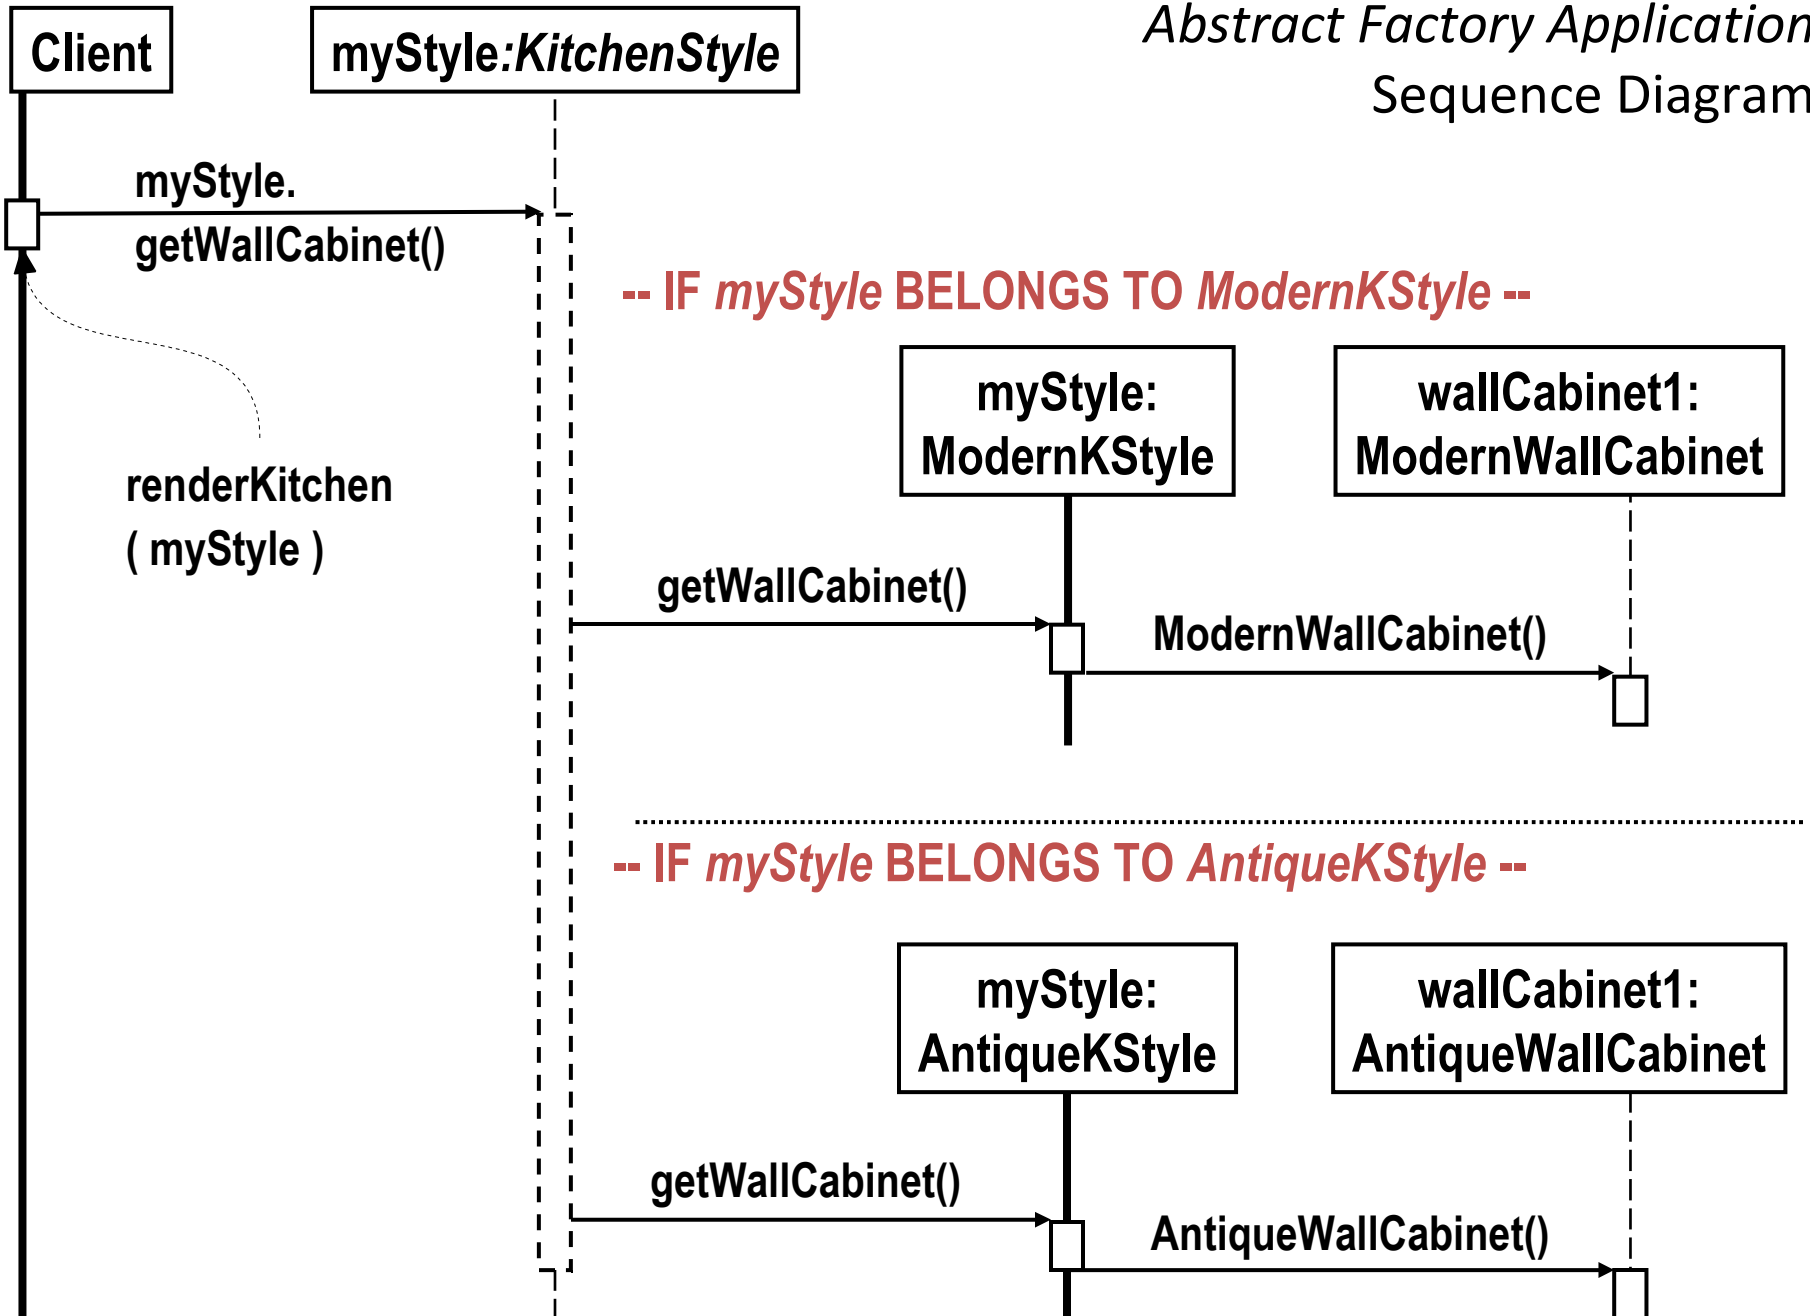 Abstract Factory Application
Sequence Diagram
Client
myStyle:KitchenStyle
myStyle.
getWallCabinet()
-- IF myStyle BELONGS TO ModernKStyle --
myStyle:
ModernKStyle
wallCabinet1:
ModernWallCabinet
renderKitchen
( myStyle )
getWallCabinet()
ModernWallCabinet()
-- IF myStyle BELONGS TO AntiqueKStyle --
myStyle:
AntiqueKStyle
wallCabinet1:
AntiqueWallCabinet
getWallCabinet()
AntiqueWallCabinet()